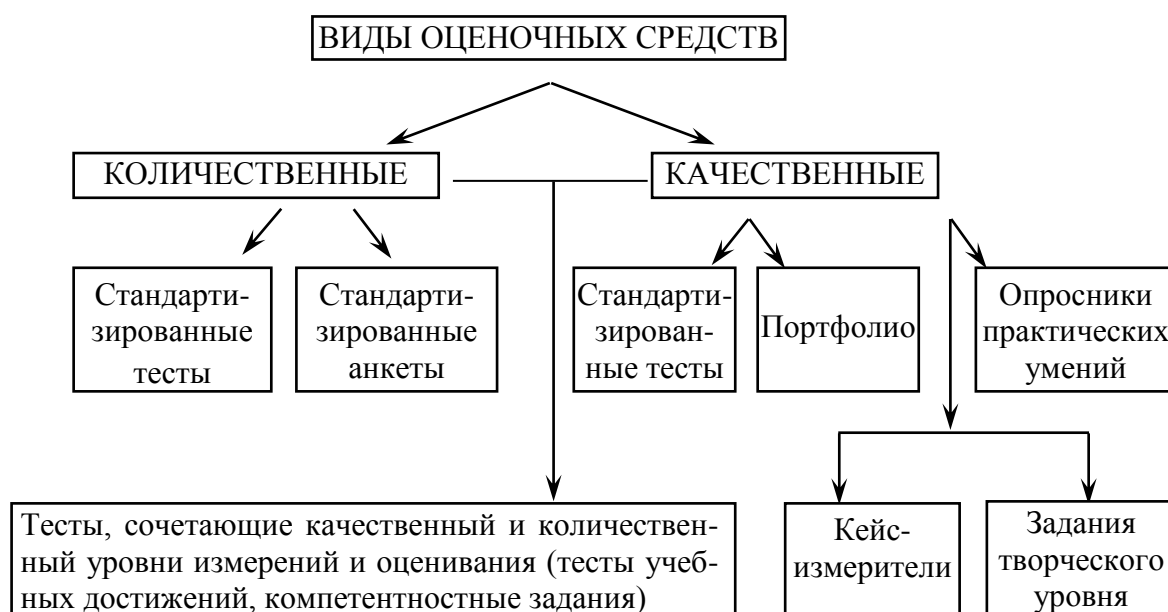 ВИДЫ ОЦЕНОЧНЫХ СРЕДСТВ
КОЛИЧЕСТВЕННЫЕ
КАЧЕСТВЕННЫЕ
Стандарти-
зированные
тесты
Стандарти-
зированные
анкеты
Стандарти-
зирован-
ные тесты
Портфолио
Опросники
практических
умений
Тесты, сочетающие качественный и количествен-
ный уровни измерений и оценивания (тесты учеб-
ных достижений, компетентностные задания)
Кейс-
измерители
Задания
творческого
уровня